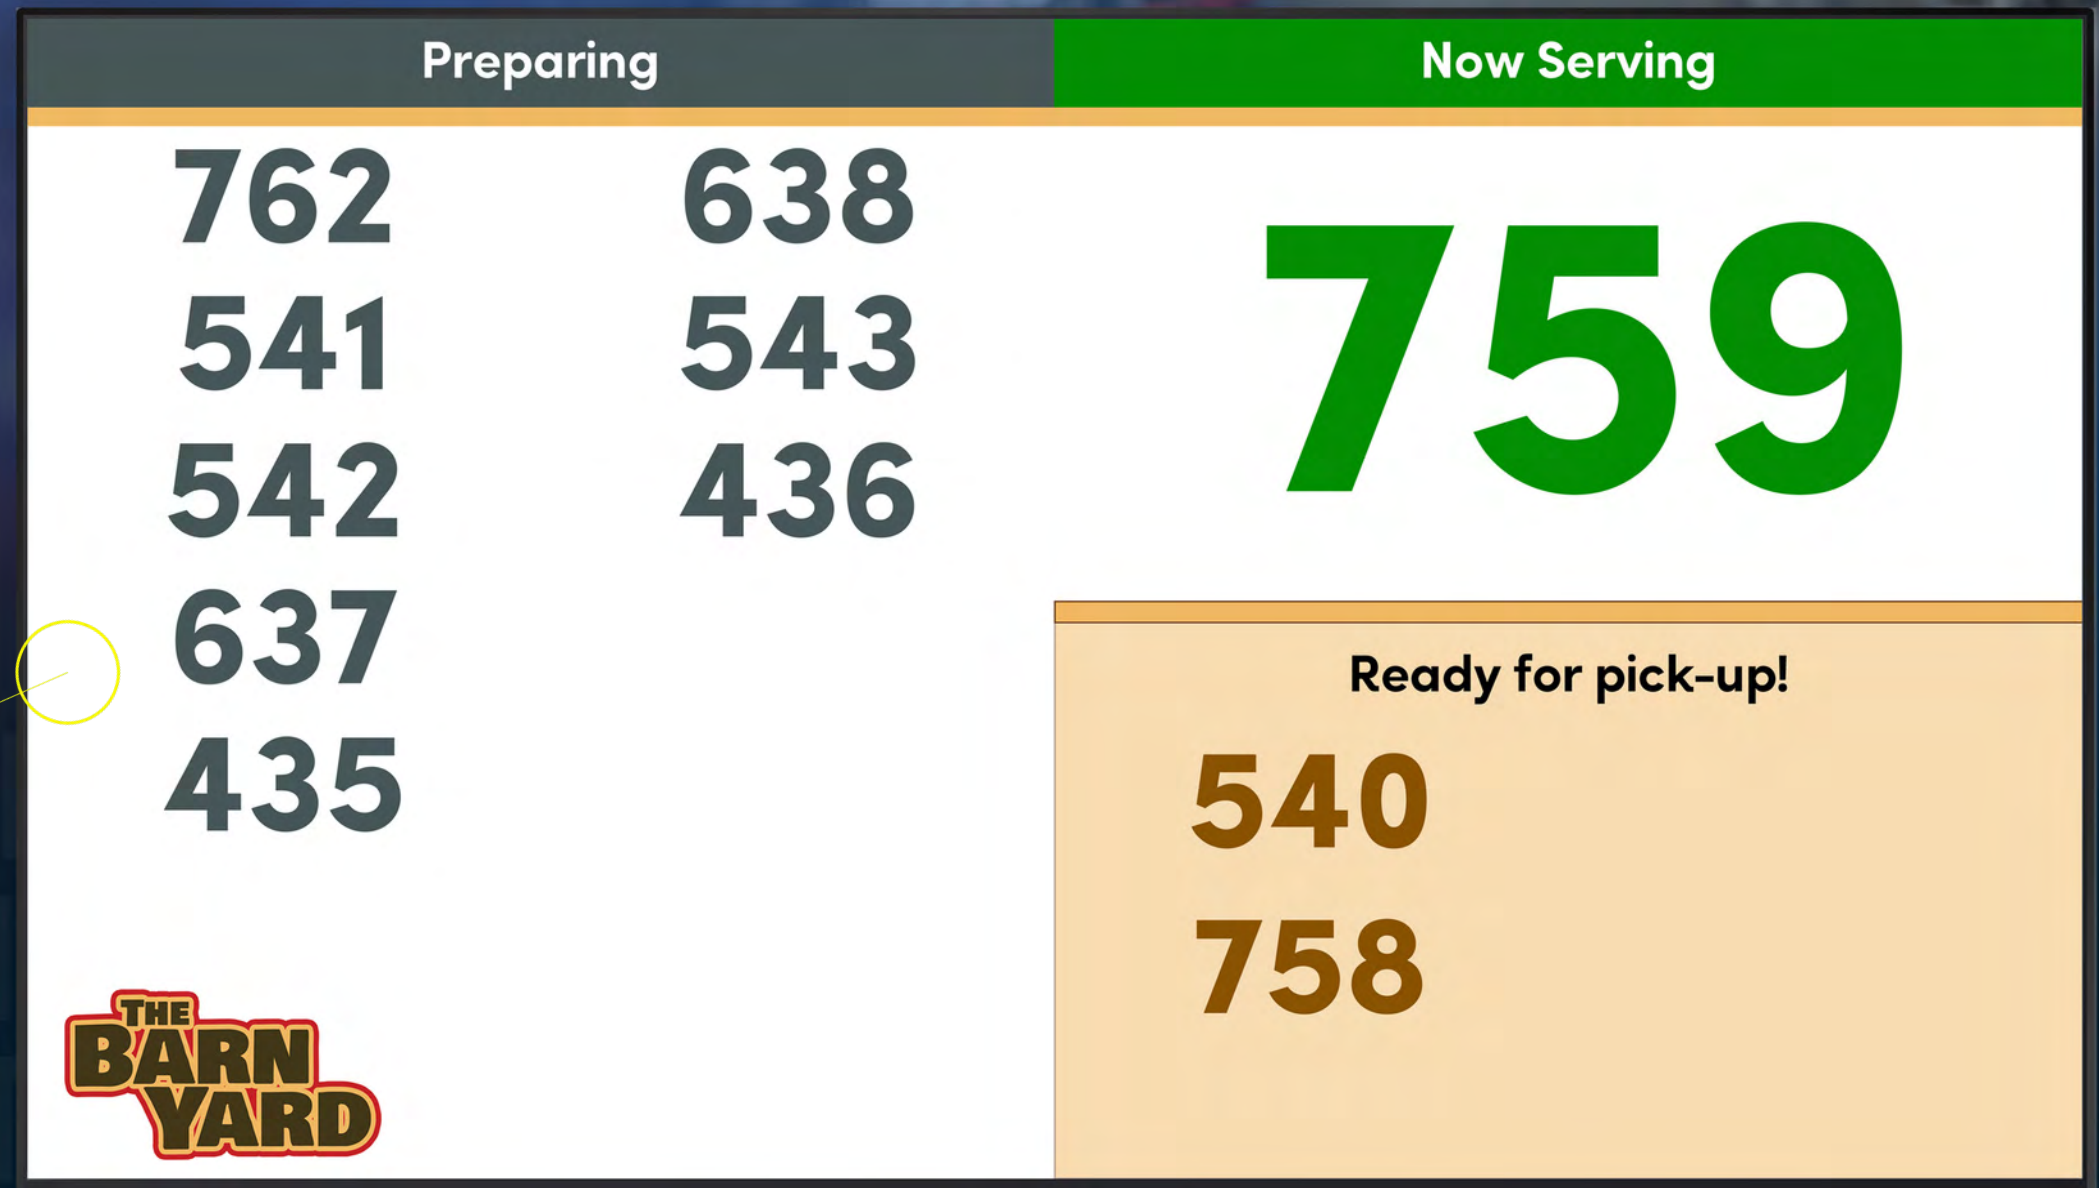 Preparing
762
541
542
637
435
638
543
436
Now Serving
759
Ready for pick-up!
540
758
THE
BARN
YARD